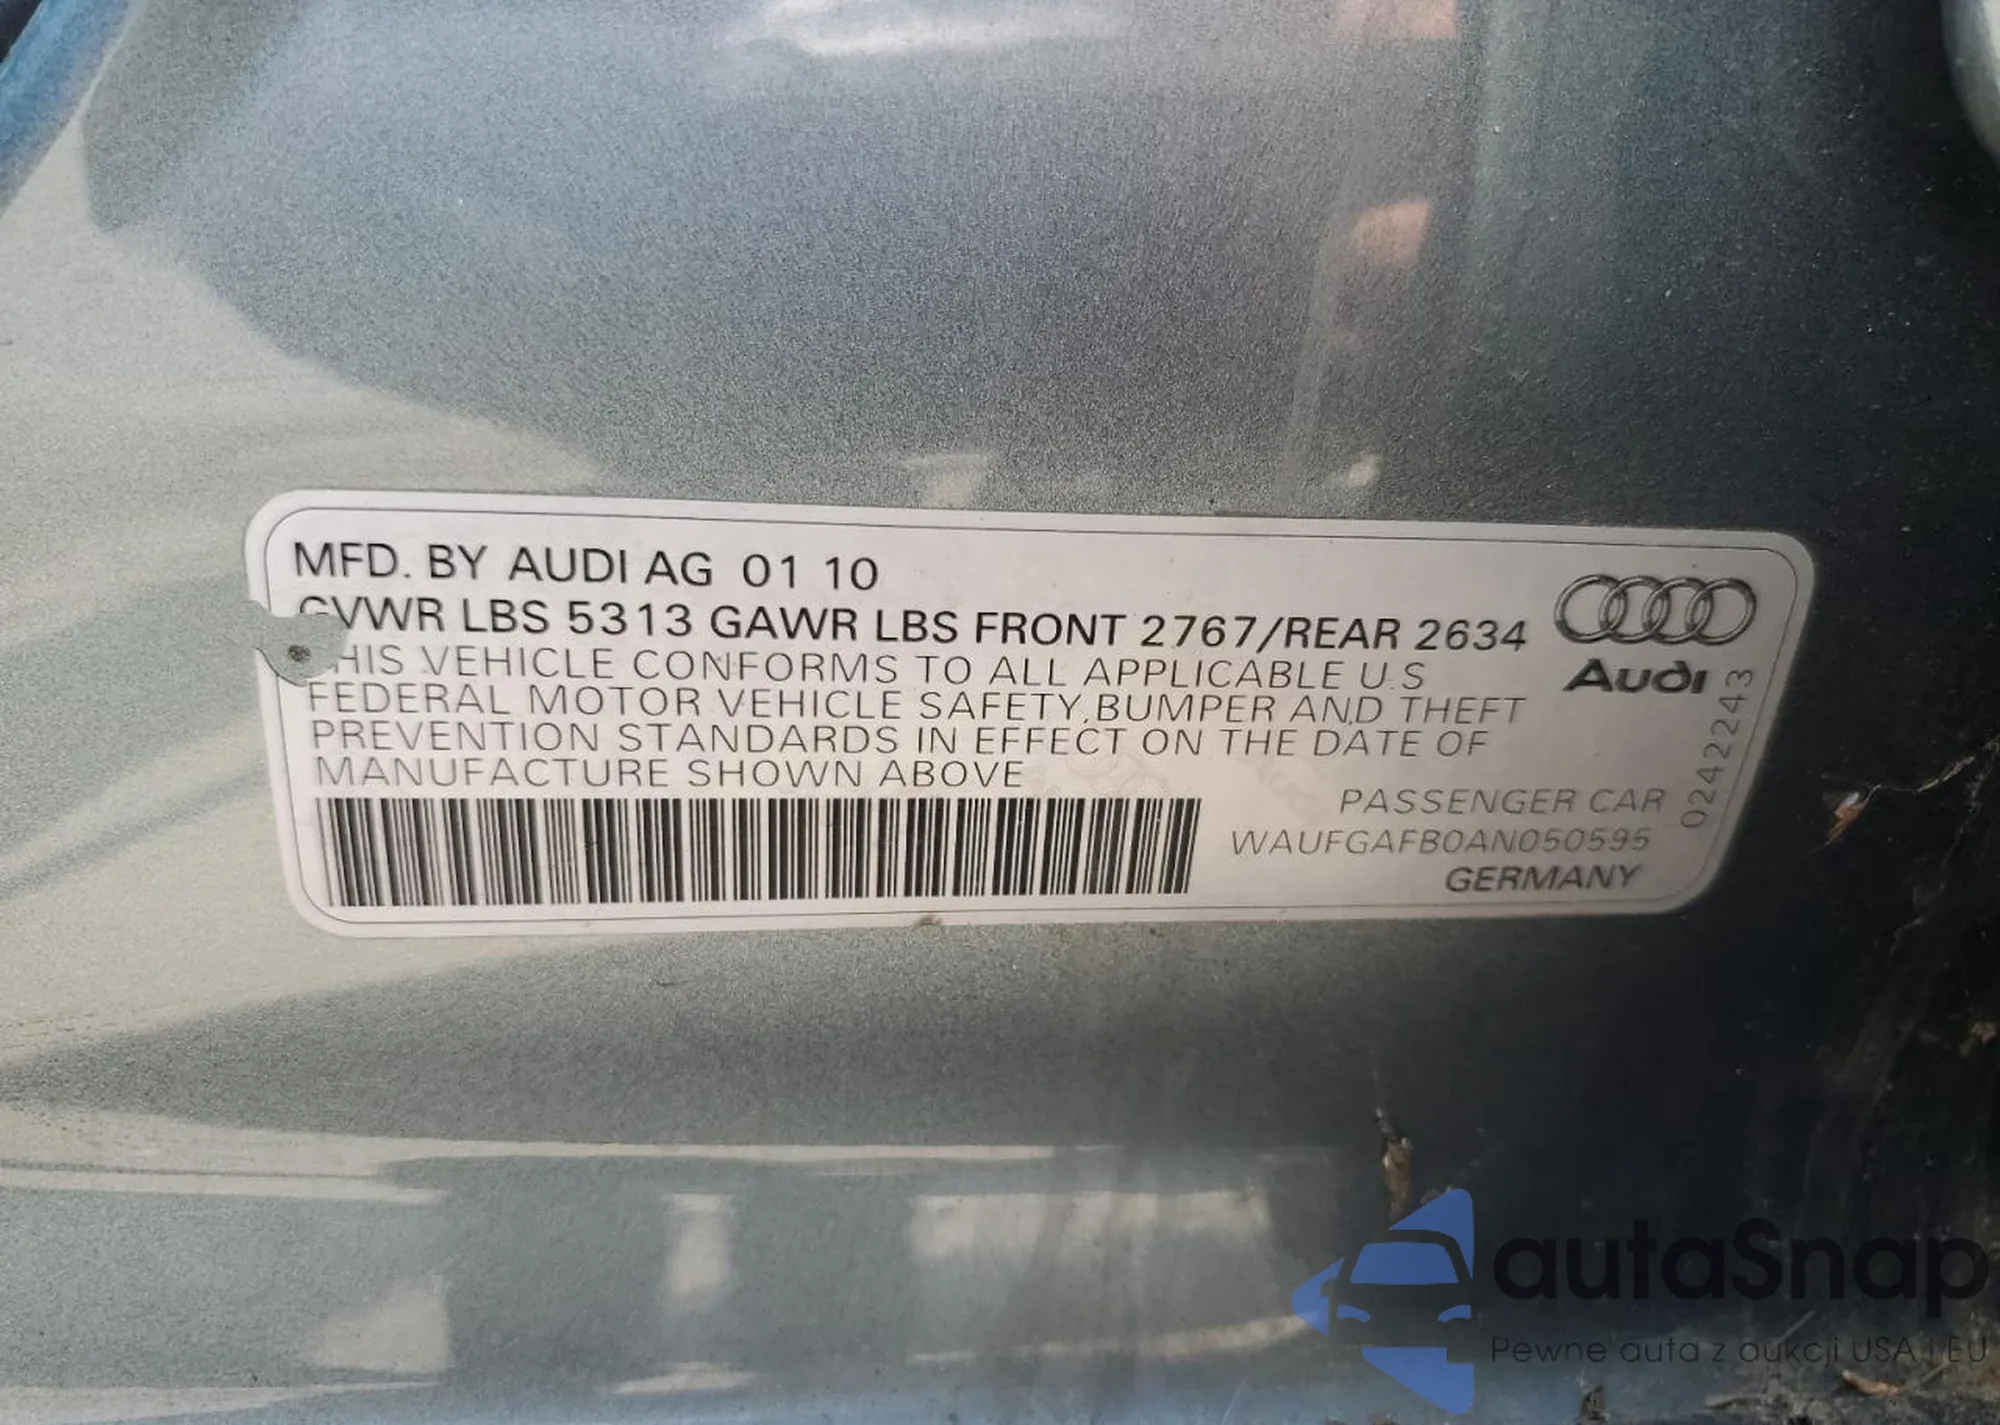 MFD. BY AUDI AG 01 10
GVWR LBS 5313 GAWR LBS FRONT 2767/REAR 2634
THIS VEHICLE CONFORMS TO ALL APPLICABLE U.S
FEDERAL MOTOR VEHICLE SAFETY,BUMPER AND THEFT
PREVENTION STANDARDS IN EFFECT ON THE DATE OF
MANUFACTURE SHOWN ABOVE
Audi
0242243
PASSENGER CAR
WAUFGAFB0AN050595
GERMANY
autaSnap
Pewne auta z aukcji USA i EU